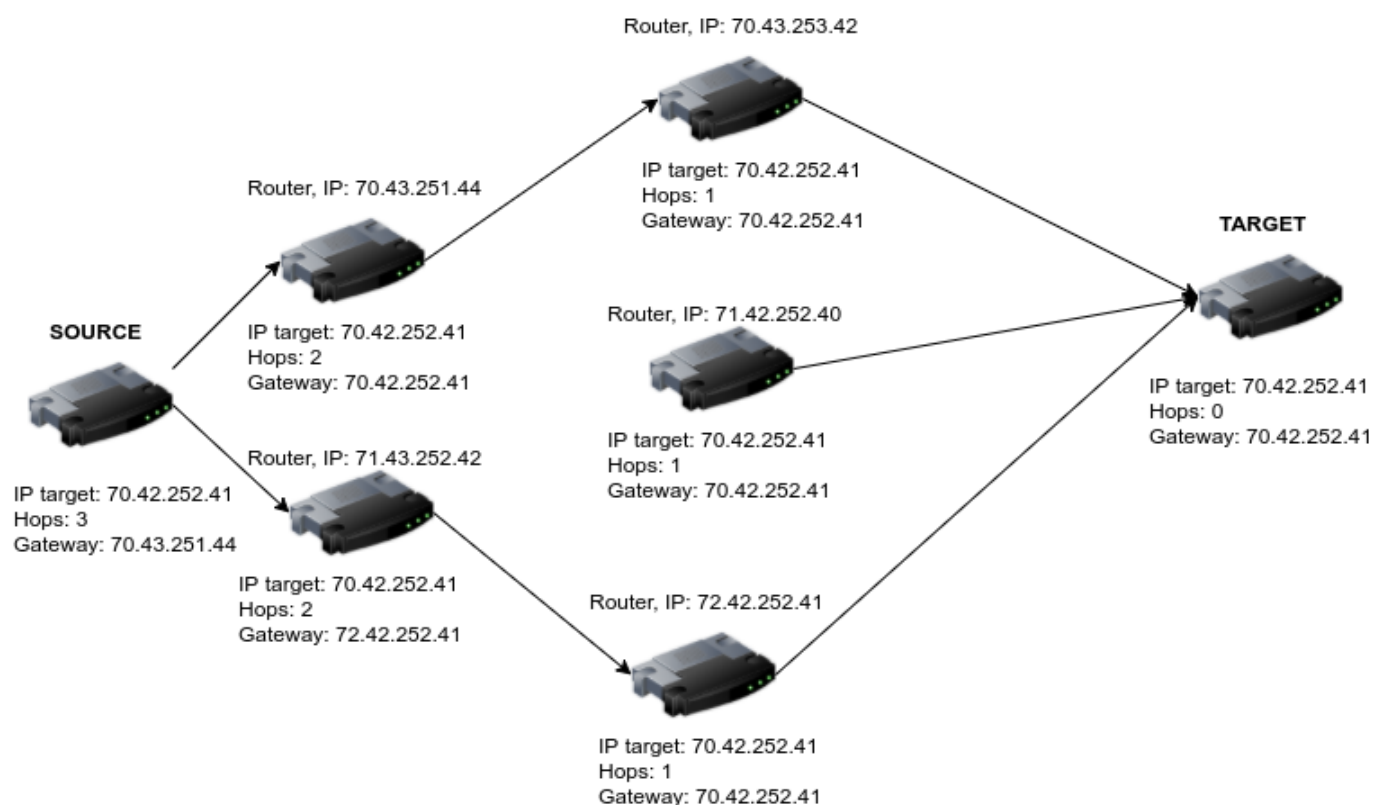 Router, IP: 70.43.253.42
IP target: 70.42.252.41
Hops: 1
Gateway: 70.42.252.41
Router, IP: 70.43.251.44
IP target: 70.42.252.41
Hops: 2
Gateway: 70.42.252.41
TARGET
IP target: 70.42.252.41
Hops: 0
Gateway: 70.42.252.41
SOURCE
IP target: 70.42.252.41
Hops: 3
Gateway: 70.43.251.44
Router, IP: 71.42.252.40
IP target: 70.42.252.41
Hops: 1
Gateway: 70.42.252.41
Router, IP: 71.43.252.42
IP target: 70.42.252.41
Hops: 2
Gateway: 72.42.252.41
Router, IP: 72.42.252.41
IP target: 70.42.252.41
Hops: 1
Gateway: 70.42.252.41